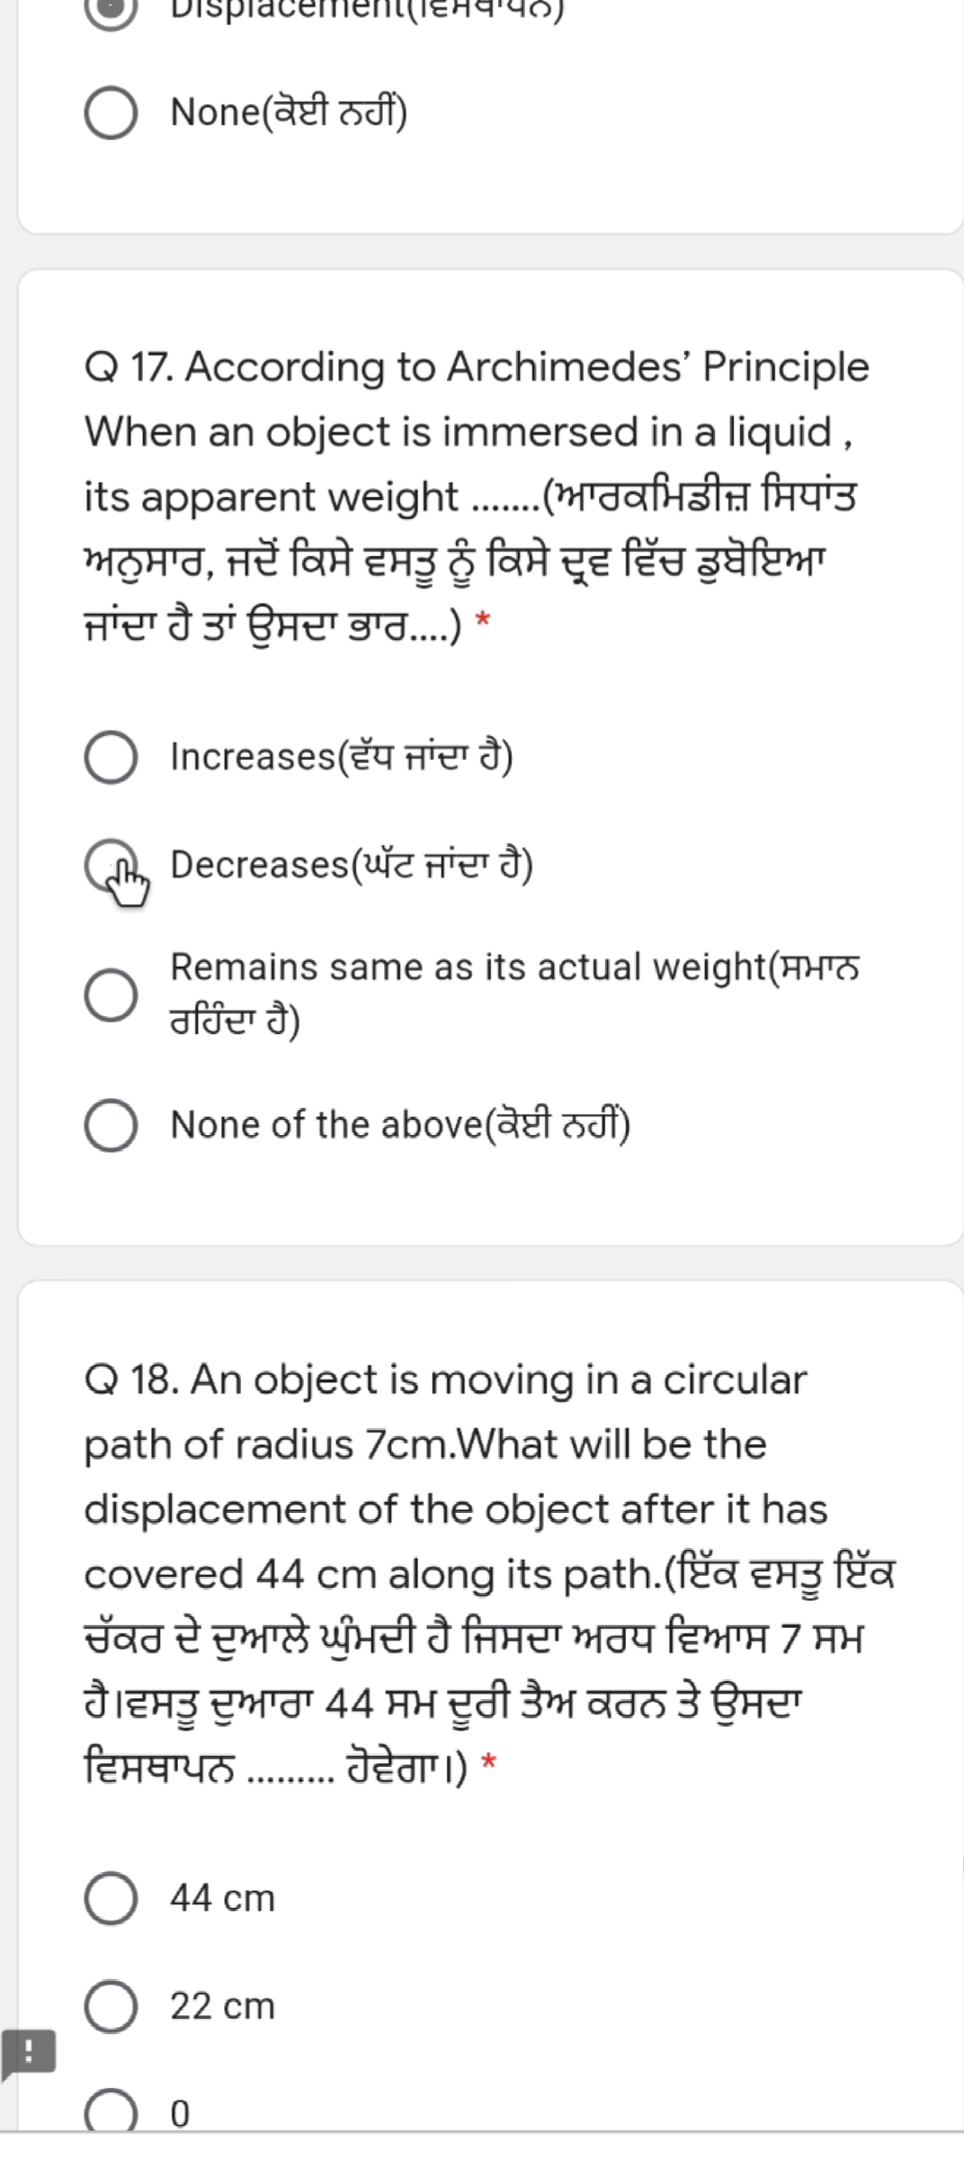 Displacement(ਵਿਸਥਾਪਨ)
None(ਕੋਈ ਨਹੀਂ)
Q 17. According to Archimedes’ Principle
When an object is immersed in a liquid ,
its apparent weight .......(ਆਰਕਮਿਡੀਜ਼ ਸਿਧਾਂਤ
ਅਨੁਸਾਰ, ਜਦੋਂ ਕਿਸੇ ਵਸਤੂ ਨੂੰ ਕਿਸੇ ਦ੍ਰਵ ਵਿੱਚ ਡੁਬੋਇਆ
ਜਾਂਦਾ ਹੈ ਤਾਂ ਉਸਦਾ ਭਾਰ....) *
Increases(ਵੱਧ ਜਾਂਦਾ ਹੈ)
Decreases(ਘੱਟ ਜਾਂਦਾ ਹੈ)
Remains same as its actual weight(ਸਮਾਨ
ਰਹਿੰਦਾ ਹੈ)
None of the above(ਕੋਈ ਨਹੀਂ)
Q 18. An object is moving in a circular
path of radius 7cm.What will be the
displacement of the object after it has
covered 44 cm along its path.(ਇੱਕ ਵਸਤੂ ਇੱਕ
ਚੱਕਰ ਦੇ ਦੁਆਲੇ ਘੁੰਮਦੀ ਹੈ ਜਿਸਦਾ ਅਰਧ ਵਿਆਸ 7 ਸਮ
ਹੈ।ਵਸਤੂ ਦੁਆਰਾ 44 ਸਮ ਦੂਰੀ ਤੈਅ ਕਰਨ ਤੇ ਉਸਦਾ
ਵਿਸਥਾਪਨ ......... ਹੋਵੇਗਾ।) *
44 cm
22 cm
0